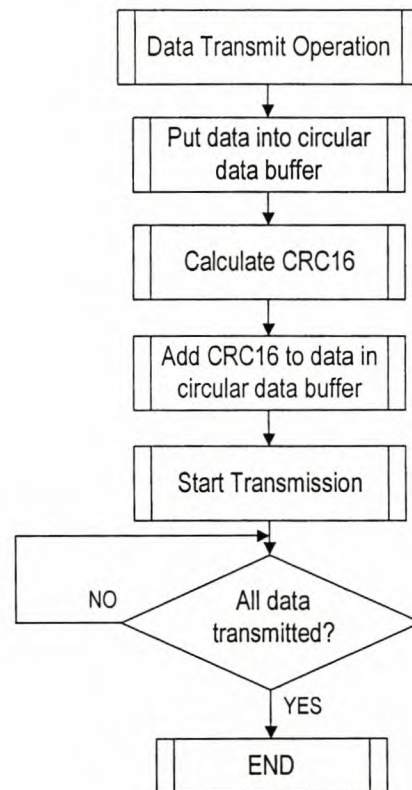 Data Transmit Operation
Put data into circular
data buffer
Calculate CRC16
Add CRC16 to data in
circular data buffer
Start Transmission
All data
transmitted?
NO
YES
END